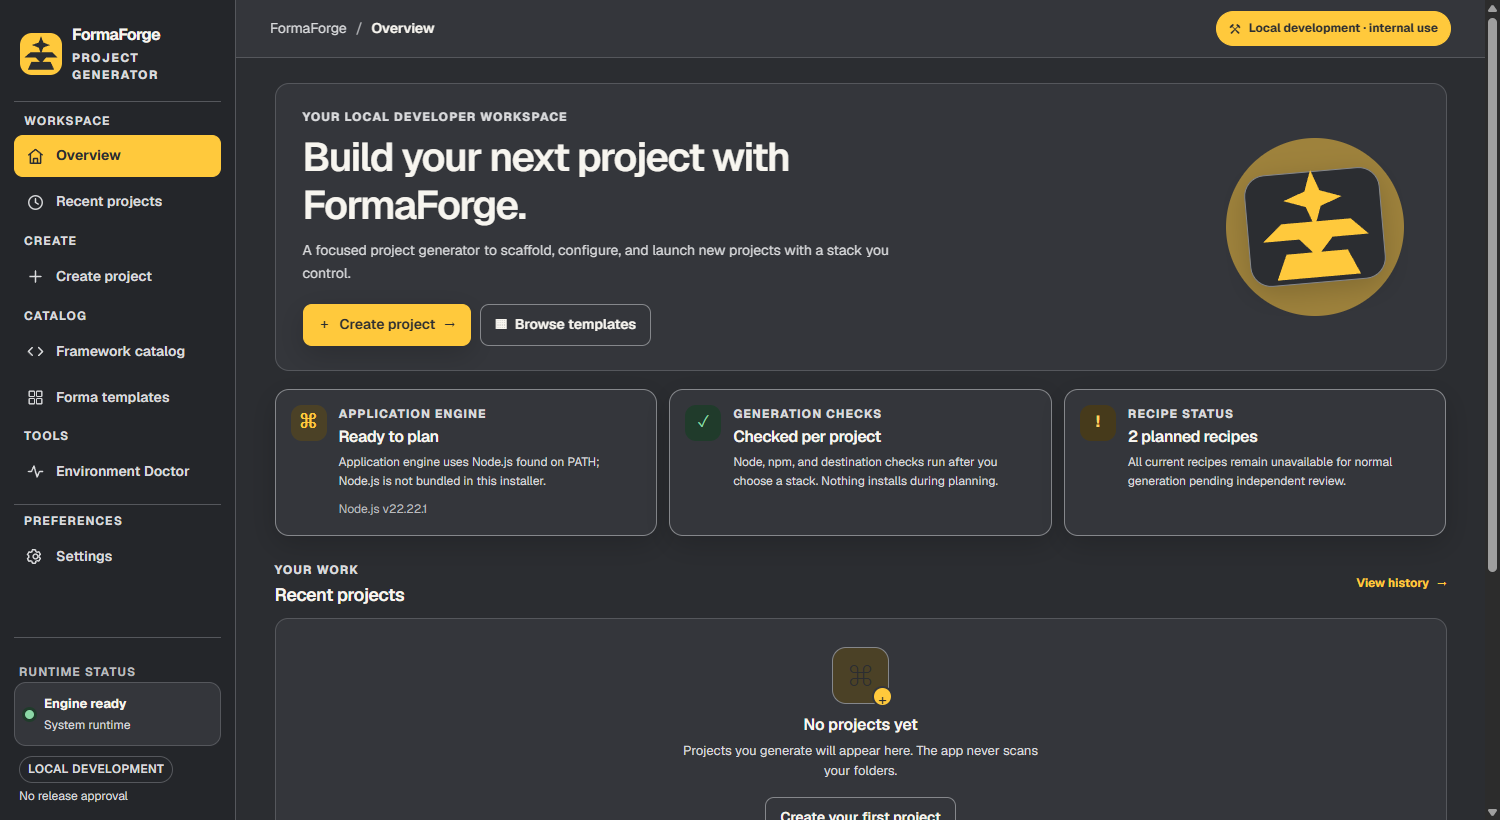 FormaForge
PROJECT
GENERATOR
WORKSPACE
Overview
Recent projects
CREATE
Create project
CATALOG
Framework catalog
Forma templates
TOOLS
Environment Doctor
PREFERENCES
Settings
RUNTIME STATUS
Engine ready
System runtime
LOCAL DEVELOPMENT
No release approval
FormaForge / Overview
Local development · internal use
YOUR LOCAL DEVELOPER WORKSPACE
Build your next project with
FormaForge.
A focused project generator to scaffold, configure, and launch new projects with a stack you
control.
+ Create project →
Browse templates
APPLICATION ENGINE
Ready to plan
Application engine uses Node.js found on PATH;
Node.js is not bundled in this installer.
Node.js v22.22.1
GENERATION CHECKS
Checked per project
Node, npm, and destination checks run after you
choose a stack. Nothing installs during planning.
!
RECIPE STATUS
2 planned recipes
All current recipes remain unavailable for normal
generation pending independent review.
YOUR WORK
Recent projects
View history →
No projects yet
Projects you generate will appear here. The app never scans
your folders.
Create your first project